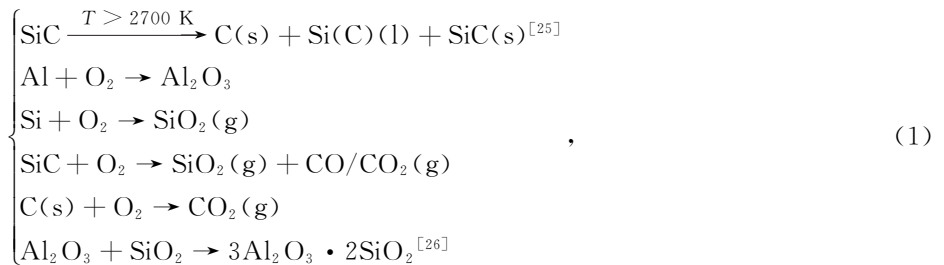 SiC \xrightarrow{T > 2700 K} C(s) + Si(C)(l) + SiC(s)^{[25]}
Al + O₂ → Al₂O₃
Si + O₂ → SiO₂(g)
SiC + O₂ → SiO₂(g) + CO/CO₂(g)
C(s) + O₂ → CO₂(g)
Al₂O₃ + SiO₂ → 3Al₂O₃ · 2SiO₂^{[26]}
, (1)